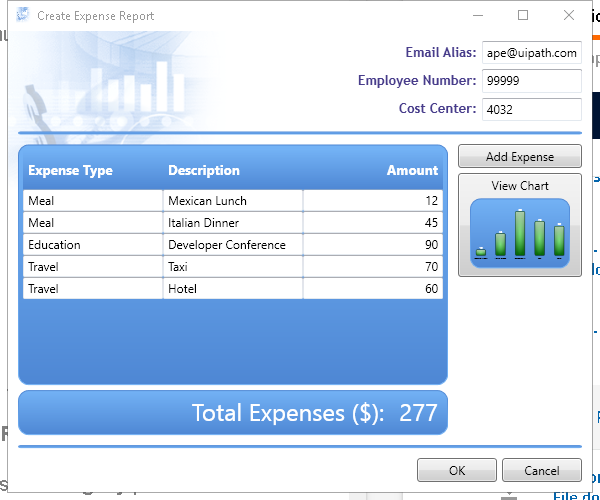 Create Expense Report
Email Alias: ape@uipath.com
Employee Number: 99999
Cost Center: 4032
Expense Type Description Amount
Meal Mexican Lunch 12
Meal Italian Dinner 45
Education Developer Conference 90
Travel Taxi 70
Travel Hotel 60
Total Expenses ($): 277
Add Expense
View Chart
OK Cancel
File do